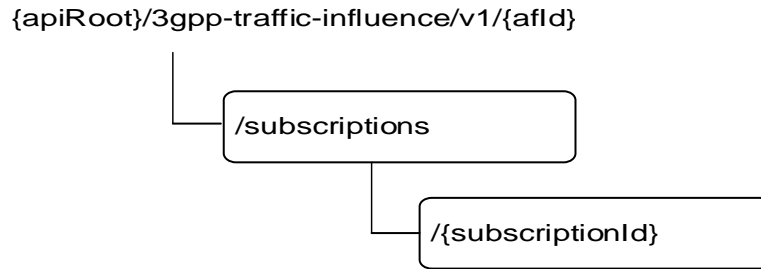 {apiRoot}/3gpp-traffic-influence/v1/{afId}
/subscriptions
/{subscriptionId}